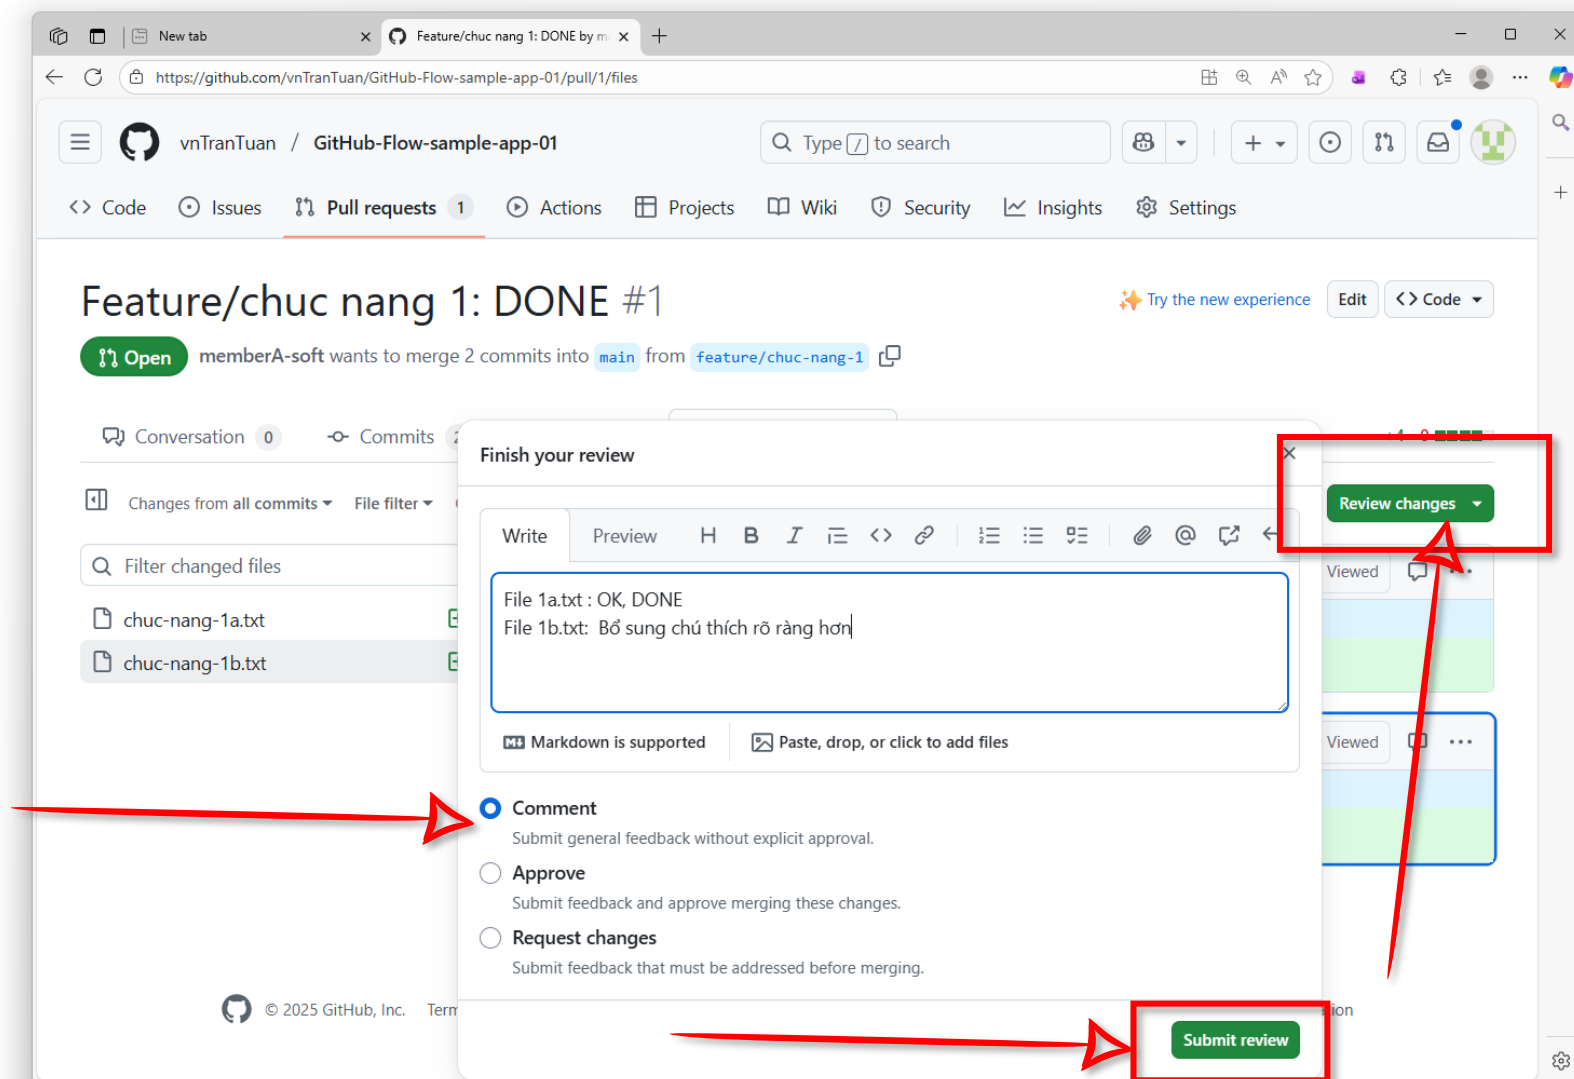 New tab
Feature/chuc nang 1: DONE by m
https://github.com/vnTranTuan/GitHub-Flow-sample-app-01/pull/1/files
vnTranTuan / GitHub-Flow-sample-app-01
Type / to search
Code
Issues
Pull requests 1
Actions
Projects
Wiki
Security
Insights
Settings
Feature/chuc nang 1: DONE #1
Try the new experience
Edit
Code
Open
memberA-soft wants to merge 2 commits into main from feature/chuc-nang-1
Conversation 0
Commits
Finish your review
Changes from all commits
File filter
Review changes
Write
Preview
Filter changed files
Viewed
File 1a.txt : OK, DONE
File 1b.txt: Bổ sung chú thích rõ ràng hơn
chuc-nang-1a.txt
chuc-nang-1b.txt
Markdown is supported
Paste, drop, or click to add files
Viewed
Comment
Submit general feedback without explicit approval.
Approve
Submit feedback and approve merging these changes.
Request changes
Submit feedback that must be addressed before merging.
© 2025 GitHub, Inc.
Submit review